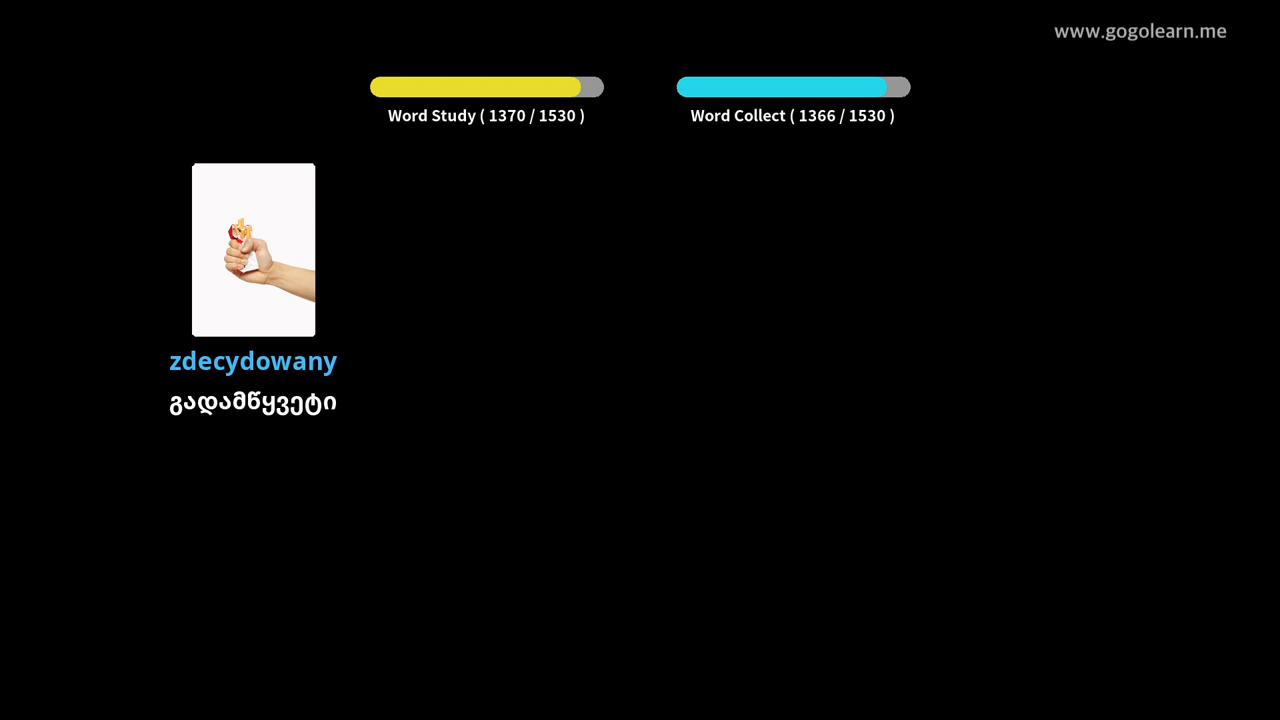 www.gogolearn.me
Word Study ( 1370 / 1530 )
Word Collect ( 1366 / 1530 )
zdecydowany
გადამწყვეტი